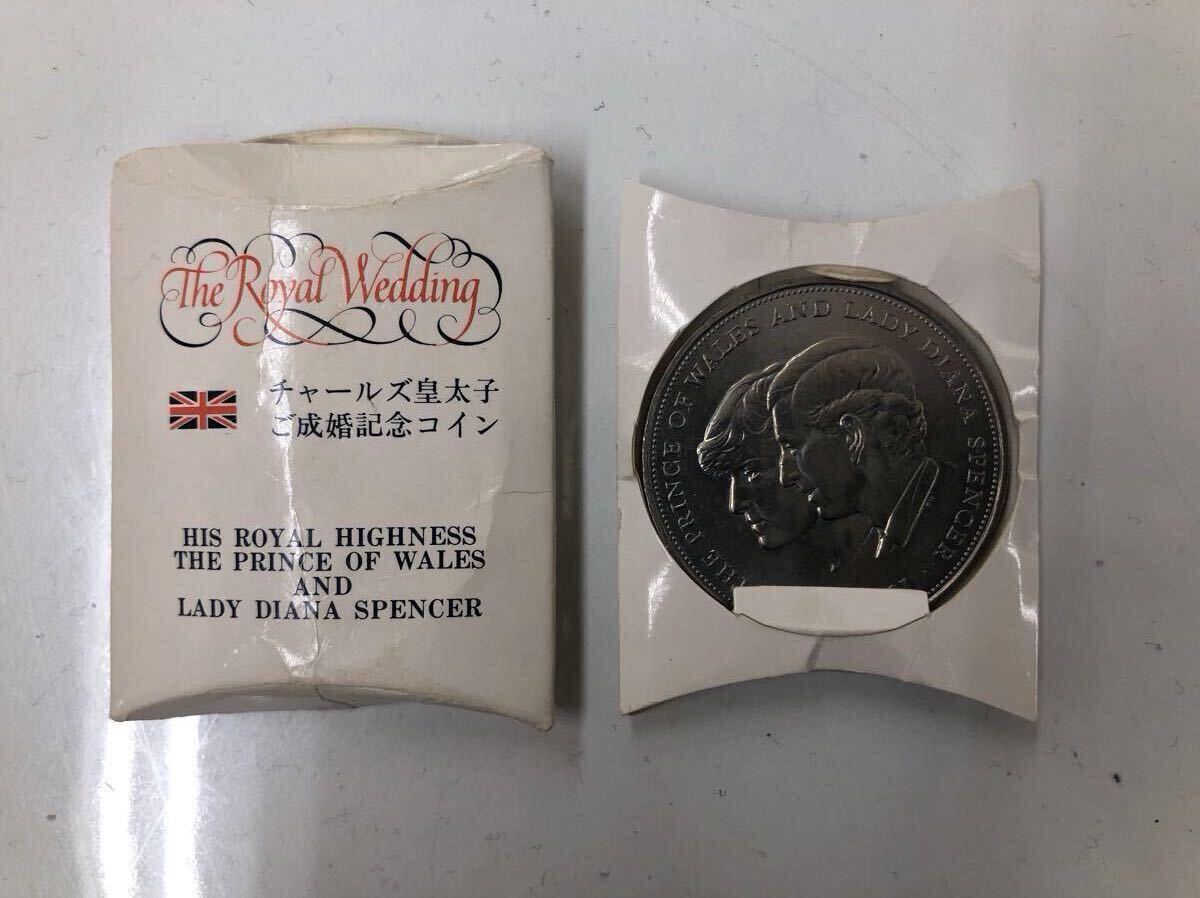 The Royal Wedding
チャールズ皇太子
ご成婚記念コイン
HIS ROYAL HIGHNESS
THE PRINCE OF WALES
AND
LADY DIANA SPENCER
THE PRINCE OF WALES AND LADY DIANA SPENCER